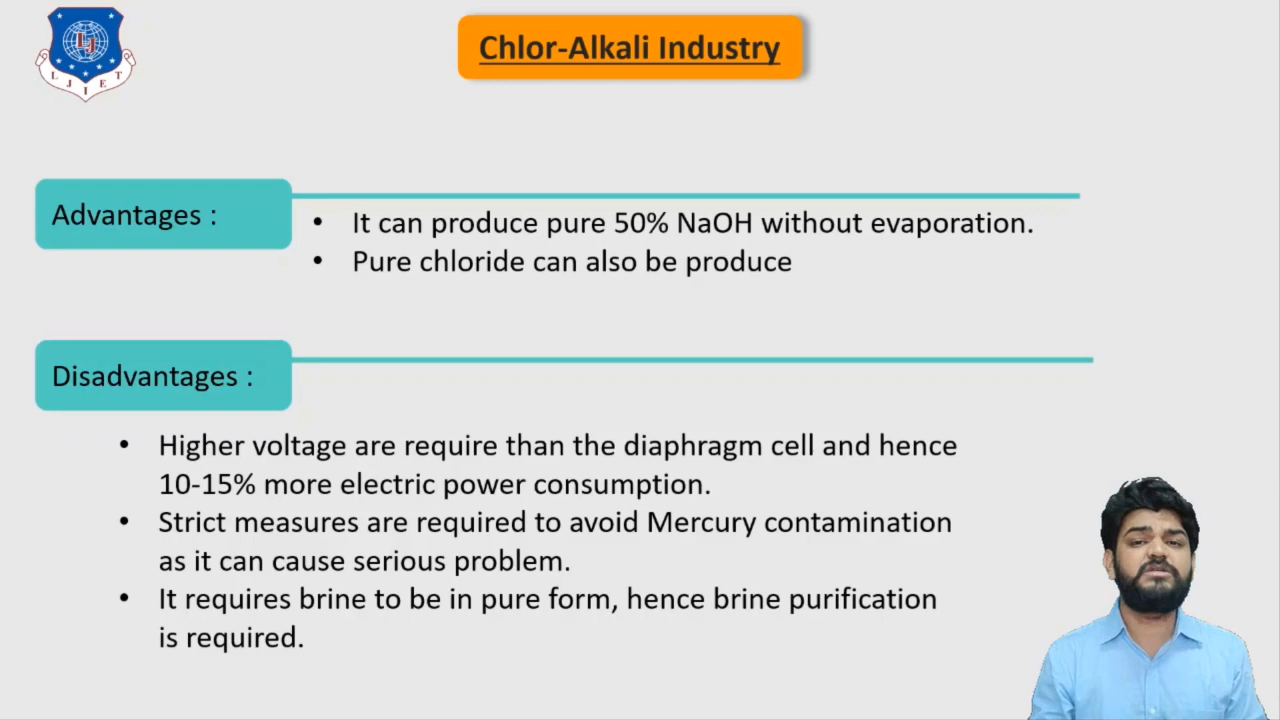 LJ
L J I E T
Chlor-Alkali Industry
Advantages :
• It can produce pure 50% NaOH without evaporation.
• Pure chloride can also be produce
Disadvantages :
• Higher voltage are require than the diaphragm cell and hence
10-15% more electric power consumption.
• Strict measures are required to avoid Mercury contamination
as it can cause serious problem.
• It requires brine to be in pure form, hence brine purification
is required.